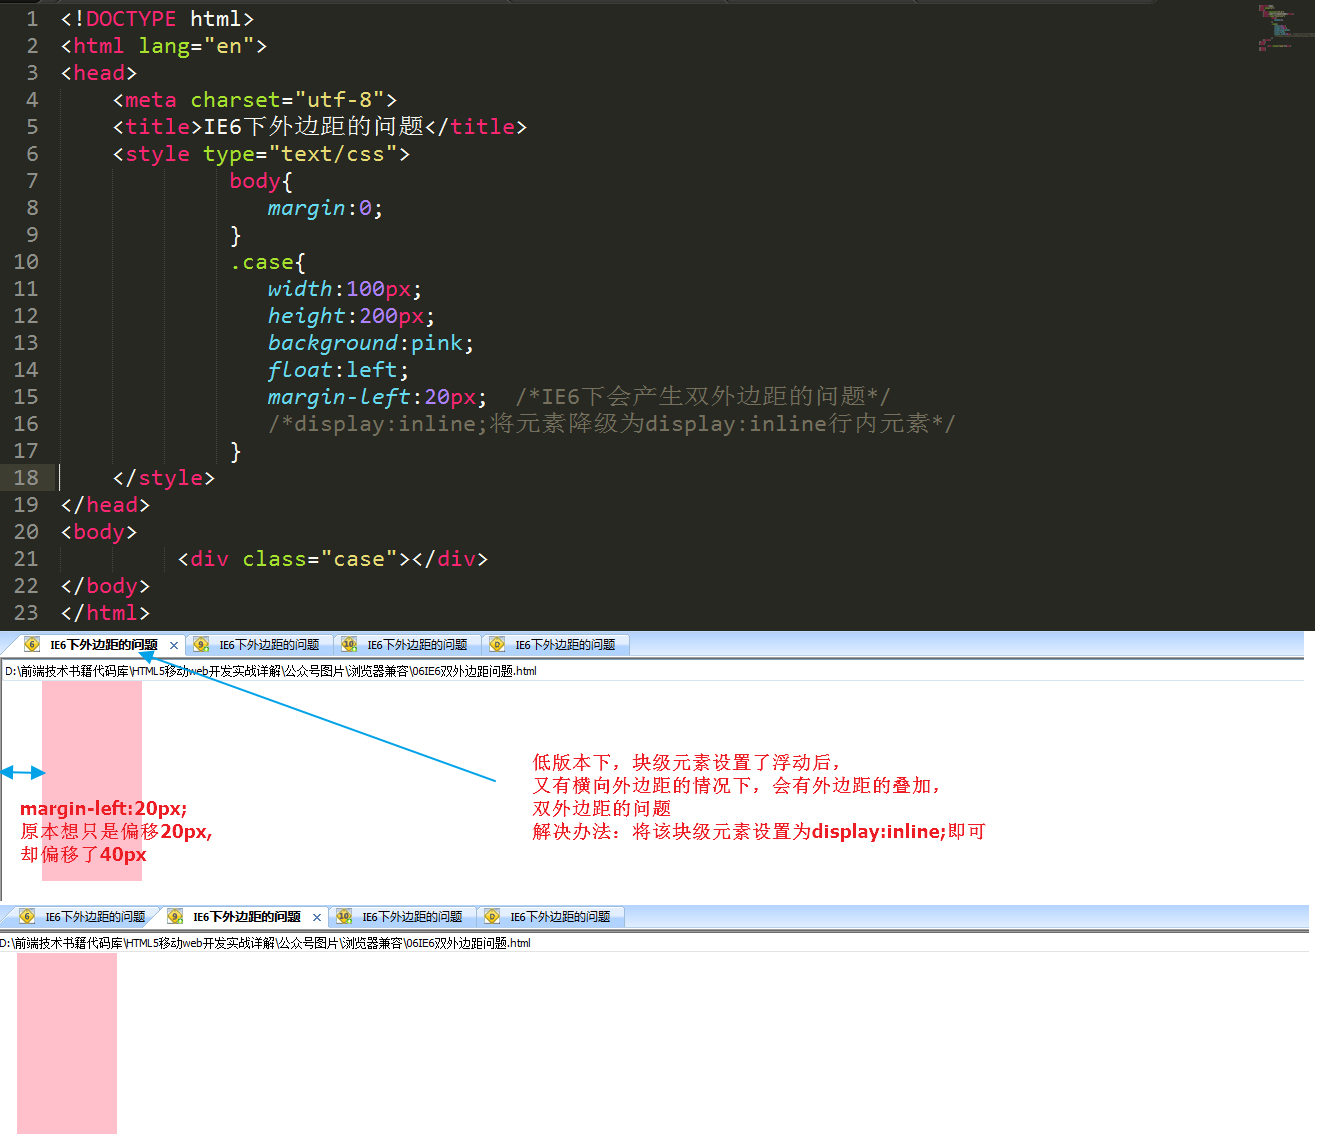 1 <!DOCTYPE html>
2 <html lang="en">
3 <head>
4 <meta charset="utf-8">
5 <title>IE6下外边距的问题</title>
6 <style type="text/css">
7 body{
8 margin:0;
9 }
10 .case{
11 width:100px;
12 height:200px;
13 background:pink;
14 float:left;
15 margin-left:20px; /*IE6下会产生双外边距的问题*/
16 /*display:inline;将元素降级为display:inline行内元素*/
17 }
18 </style>
19 </head>
20 <body>
21 <div class="case"></div>
22 </body>
23 </html>
6 IE6下外边距的问题 × 9 IE6下外边距的问题 10 IE6下外边距的问题 D IE6下外边距的问题
D:\前端技术书籍代码库\HTML5移动web开发实战详解\公众号图片\浏览器兼容\06IE6双外边距问题.html
低版本下，块级元素设置了浮动后，
又有横向外边距的情况下，会有外边距的叠加，
双外边距的问题
解决办法：将该块级元素设置为display:inline;即可
margin-left:20px;
原本想只是偏移20px,
却偏移了40px
6 IE6下外边距的问题 9 IE6下外边距的问题 × 10 IE6下外边距的问题 D IE6下外边距的问题
D:\前端技术书籍代码库\HTML5移动web开发实战详解\公众号图片\浏览器兼容\06IE6双外边距问题.html